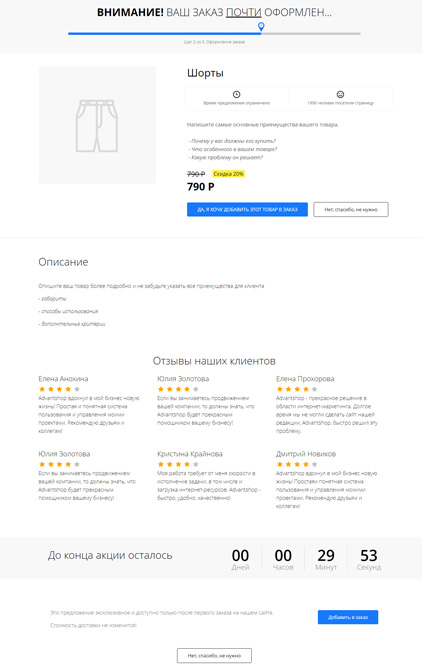 ВНИМАНИЕ! ВАШ ЗАКАЗ ПОЧТИ ОФОРМЛЕН...
Шаг 2 из 3. Оформление заказа
Шорты
Время предложения ограничено
1990 человек посетили страницу
Напишите самые основные преимущества вашего товара.
- Почему у вас должны его купить?
- Что особенного в вашем товаре?
- Какую проблему он решает?
790 Р Скидка 20%
790 Р
ДА, Я ХОЧУ ДОБАВИТЬ ЭТОТ ТОВАР В ЗАКАЗ
Нет, спасибо, не нужно
Описание
Опишите ваш товар более подробно и не забудьте указать все преимущества для клиента
- габариты
- способы использования
- дополнительные критерии
Отзывы наших клиентов
Елена Анохина
Advantshop вдохнул в мой бизнес новую
жизнь! Простая и понятная система
пользования и управления моими
проектами. Рекомендую друзьям и
коллегам!
Юлия Золотова
Если вы занимаетесь продвижением
вашей компании, то должны знать, что
Advantshop будет прекрасным
помощником вашему бизнесу!
Елена Прохорова
Advantshop - прекрасное решение в
области интернет-маркетинга. Долгое
время мы не могли сделать сайт нашей
редакции, Advantshop, быстро решил эту
проблему.
Юлия Золотова
Если вы занимаетесь продвижением
вашей компании, то должны знать, что
Advantshop будет прекрасным
помощником вашему бизнесу!
Кристина Крайнова
Моя работа требует от меня скорости в
исполнение задачи, в том числе и
загрузка интернет-ресурсов. Advantshop -
быстро, удобно, качественно!
Дмитрий Новиков
Advantshop вдохнул в мой бизнес новую
жизнь! Простая и понятная система
пользования и управления моими
проектами. Рекомендую друзьям и
коллегам!
До конца акции осталось
00 00 29 53
Дней Часов Минут Секунд
Это предложение эксклюзивное и доступно только после первого заказа на нашем сайте.
Стоимость доставки не изменится!
Добавить в заказ
Нет, спасибо, не нужно